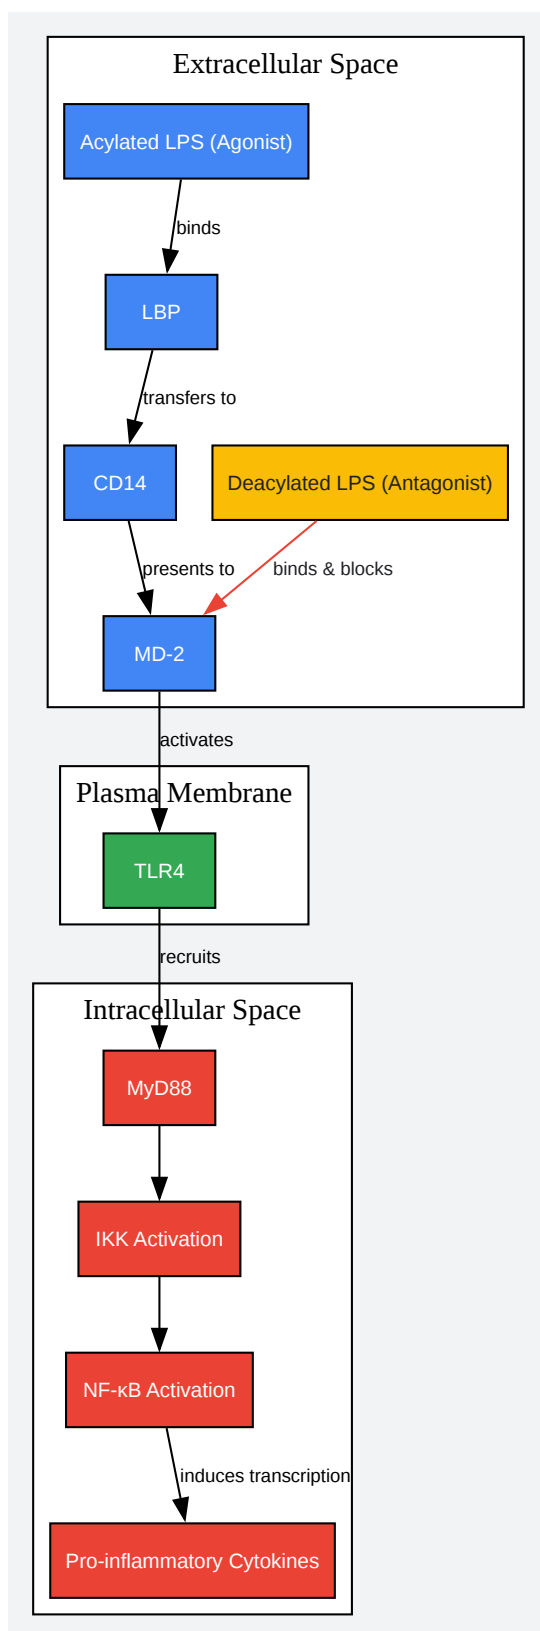 Extracellular Space
Acylated LPS (Agonist)
binds
LBP
transfers to
CD14
Deacylated LPS (Antagonist)
presents to
binds & blocks
MD-2
activates
Plasma Membrane
TLR4
recruits
Intracellular Space
MyD88
IKK Activation
NF-κB Activation
induces transcription
Pro-inflammatory Cytokines